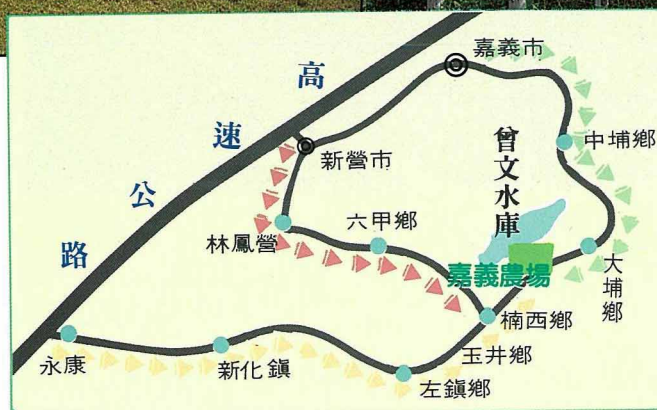 高速公路
嘉義市
中埔鄉
曾文水庫
新營市
林鳳營
六甲鄉
嘉義農場
大埔鄉
楠西鄉
玉井鄉
左鎮鄉
新化鎮
永康